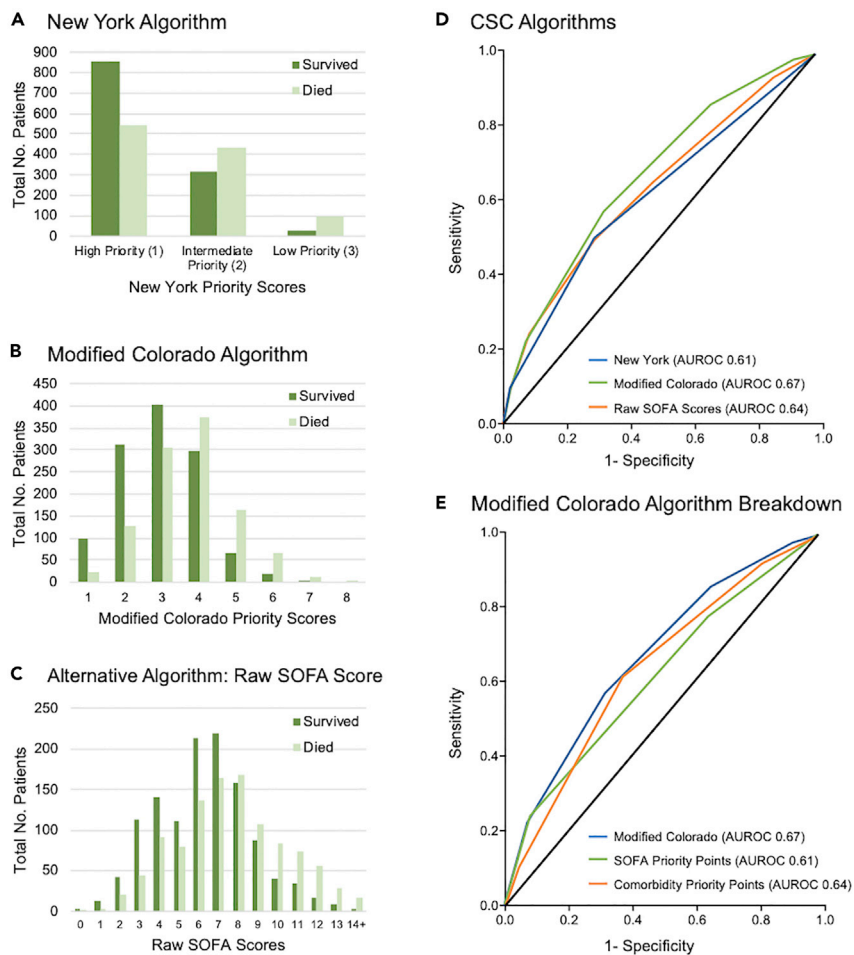 A New York Algorithm
Total No. Patients
900
800
700
600
500
400
300
200
100
0
Survived
Died
High Priority (1) Intermediate Priority (2) Low Priority (3)
New York Priority Scores
B Modified Colorado Algorithm
Total No. Patients
450
400
350
300
250
200
150
100
50
0
Survived
Died
1 2 3 4 5 6 7 8
Modified Colorado Priority Scores
C Alternative Algorithm: Raw SOFA Score
Total No. Patients
250
200
150
100
50
0
Survived
Died
0 1 2 3 4 5 6 7 8 9 10 11 12 13 14+
Raw SOFA Scores
D CSC Algorithms
Sensitivity
1.0
0.8
0.6
0.4
0.2
0.0
New York (AUROC 0.61)
Modified Colorado (AUROC 0.67)
Raw SOFA Scores (AUROC 0.64)
0.0 0.2 0.4 0.6 0.8 1.0
1- Specificity
E Modified Colorado Algorithm Breakdown
Sensitivity
1.0
0.8
0.6
0.4
0.2
0.0
Modified Colorado (AUROC 0.67)
SOFA Priority Points (AUROC 0.61)
Comorbidity Priority Points (AUROC 0.64)
0.0 0.2 0.4 0.6 0.8 1.0
1- Specificity